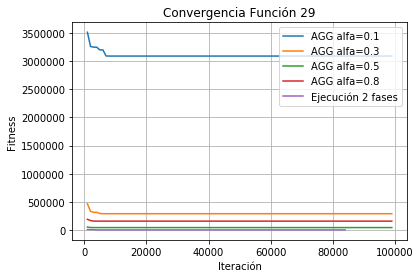 Convergencia Función 29
AGG alfa=0.1
AGG alfa=0.3
AGG alfa=0.5
AGG alfa=0.8
Ejecución 2 fases
Fitness
3500000
3000000
2500000
2000000
1500000
1000000
500000
0
0 20000 40000 60000 80000 100000
Iteración